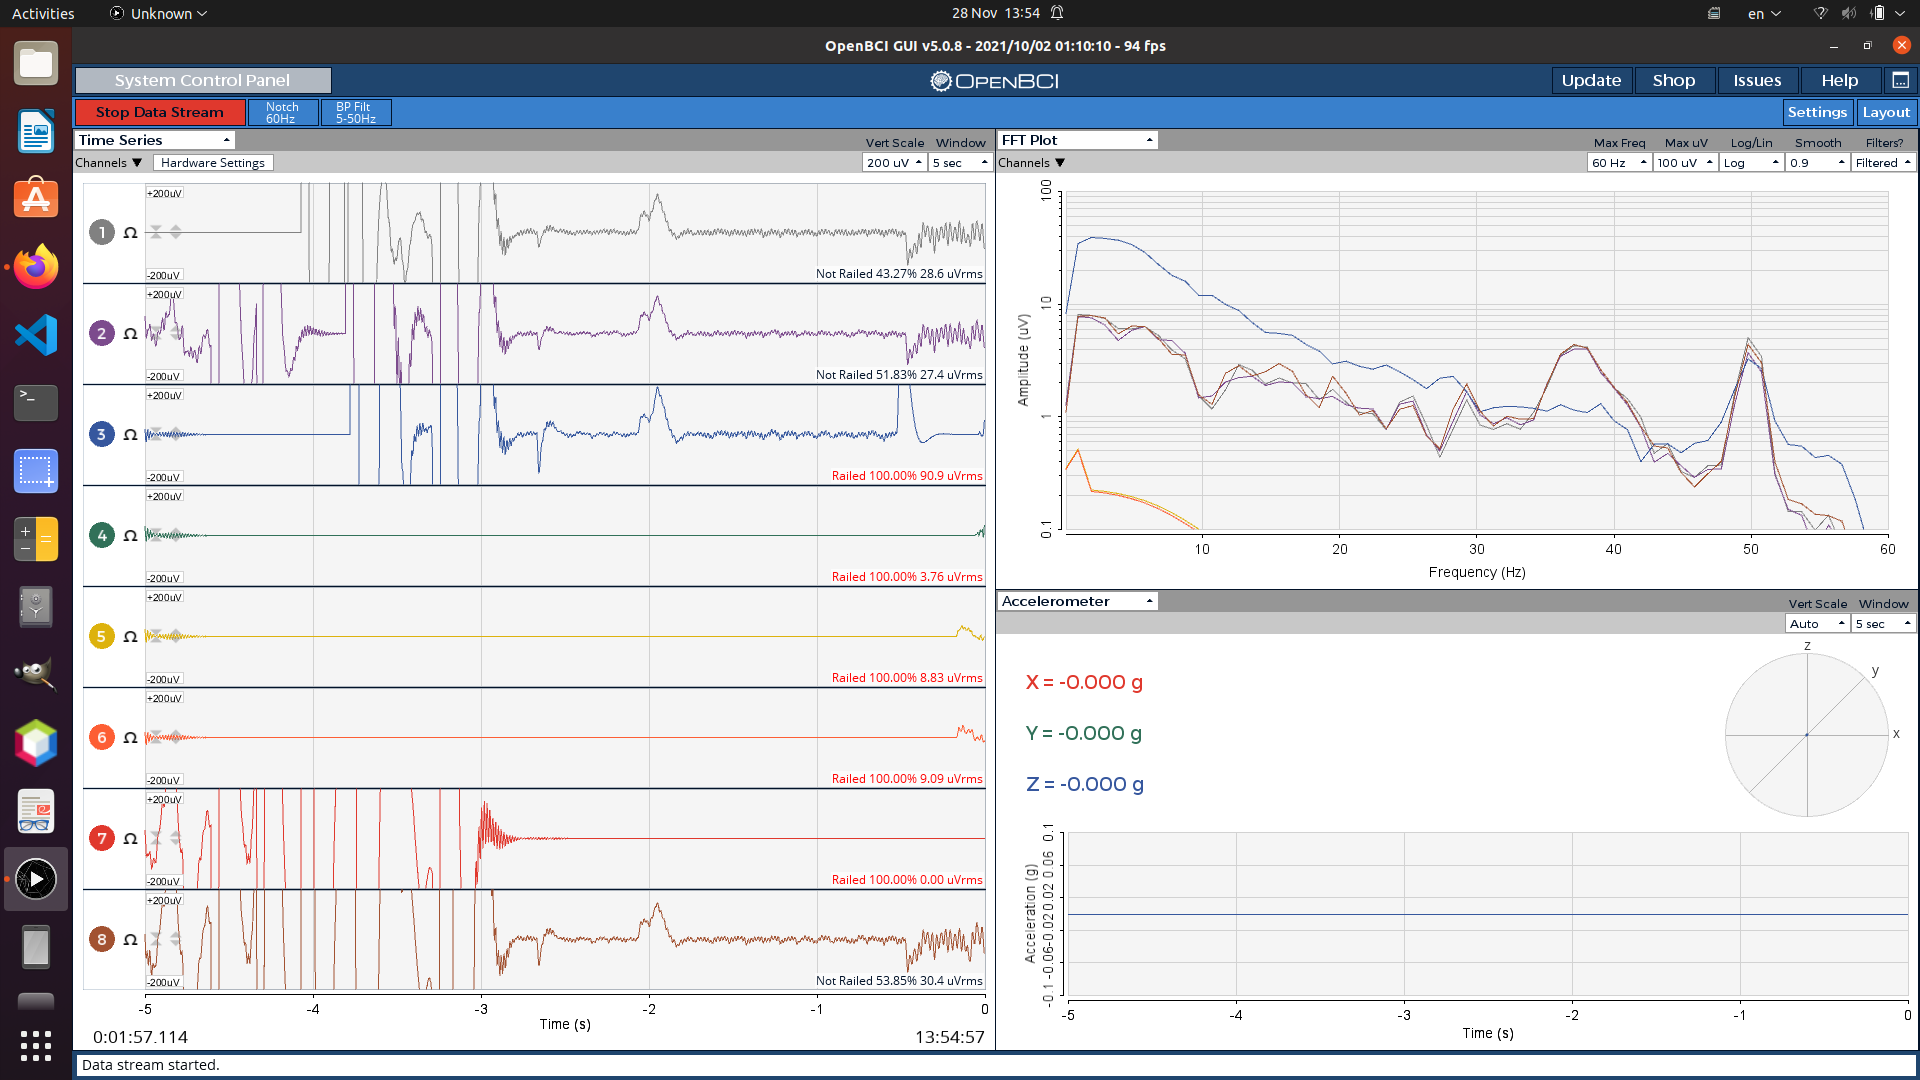 Activities
Unknown
28 Nov 13:54
en
OpenBCI GUI v5.0.8 - 2021/10/02 01:10:10 - 94 fps
System Control Panel
OPENBCI
Update
Shop
Issues
Help
Stop Data Stream
Notch
60Hz
BP Filt
5-50Hz
Settings
Layout
Time Series
Vert Scale
Window
Channels
Hardware Settings
200 uV
5 sec
+200uV
1 Ω
-200uV
Not Railed 43.27% 28.6 uVrms
+200uV
2 Ω
-200uV
Not Railed 51.83% 27.4 uVrms
+200uV
3 Ω
-200uV
Railed 100.00% 90.9 uVrms
+200uV
4 Ω
-200uV
Railed 100.00% 3.76 uVrms
+200uV
5 Ω
-200uV
Railed 100.00% 8.83 uVrms
+200uV
6 Ω
-200uV
Railed 100.00% 9.09 uVrms
+200uV
7 Ω
-200uV
Railed 100.00% 0.00 uVrms
+200uV
8 Ω
-200uV
Not Railed 53.85% 30.4 uVrms
-5 -4 -3 -2 -1 0
Time (s)
0:01:57.114
13:54:57
FFT Plot
Max Freq
Max uV
Log/Lin
Smooth
Filters?
Channels
60 Hz
100 uV
Log
0.9
Filtered
100
10
1
0.1
Amplitude (uV)
10 20 30 40 50 60
Frequency (Hz)
Accelerometer
Vert Scale
Window
Auto
5 sec
X = -0.000 g
Y = -0.000 g
Z = -0.000 g
z
y
x
Acceleration (g)
-0.1 -0.06 -0.02 0.02 0.06 0.1
-5 -4 -3 -2 -1 0
Time (s)
Data stream started.